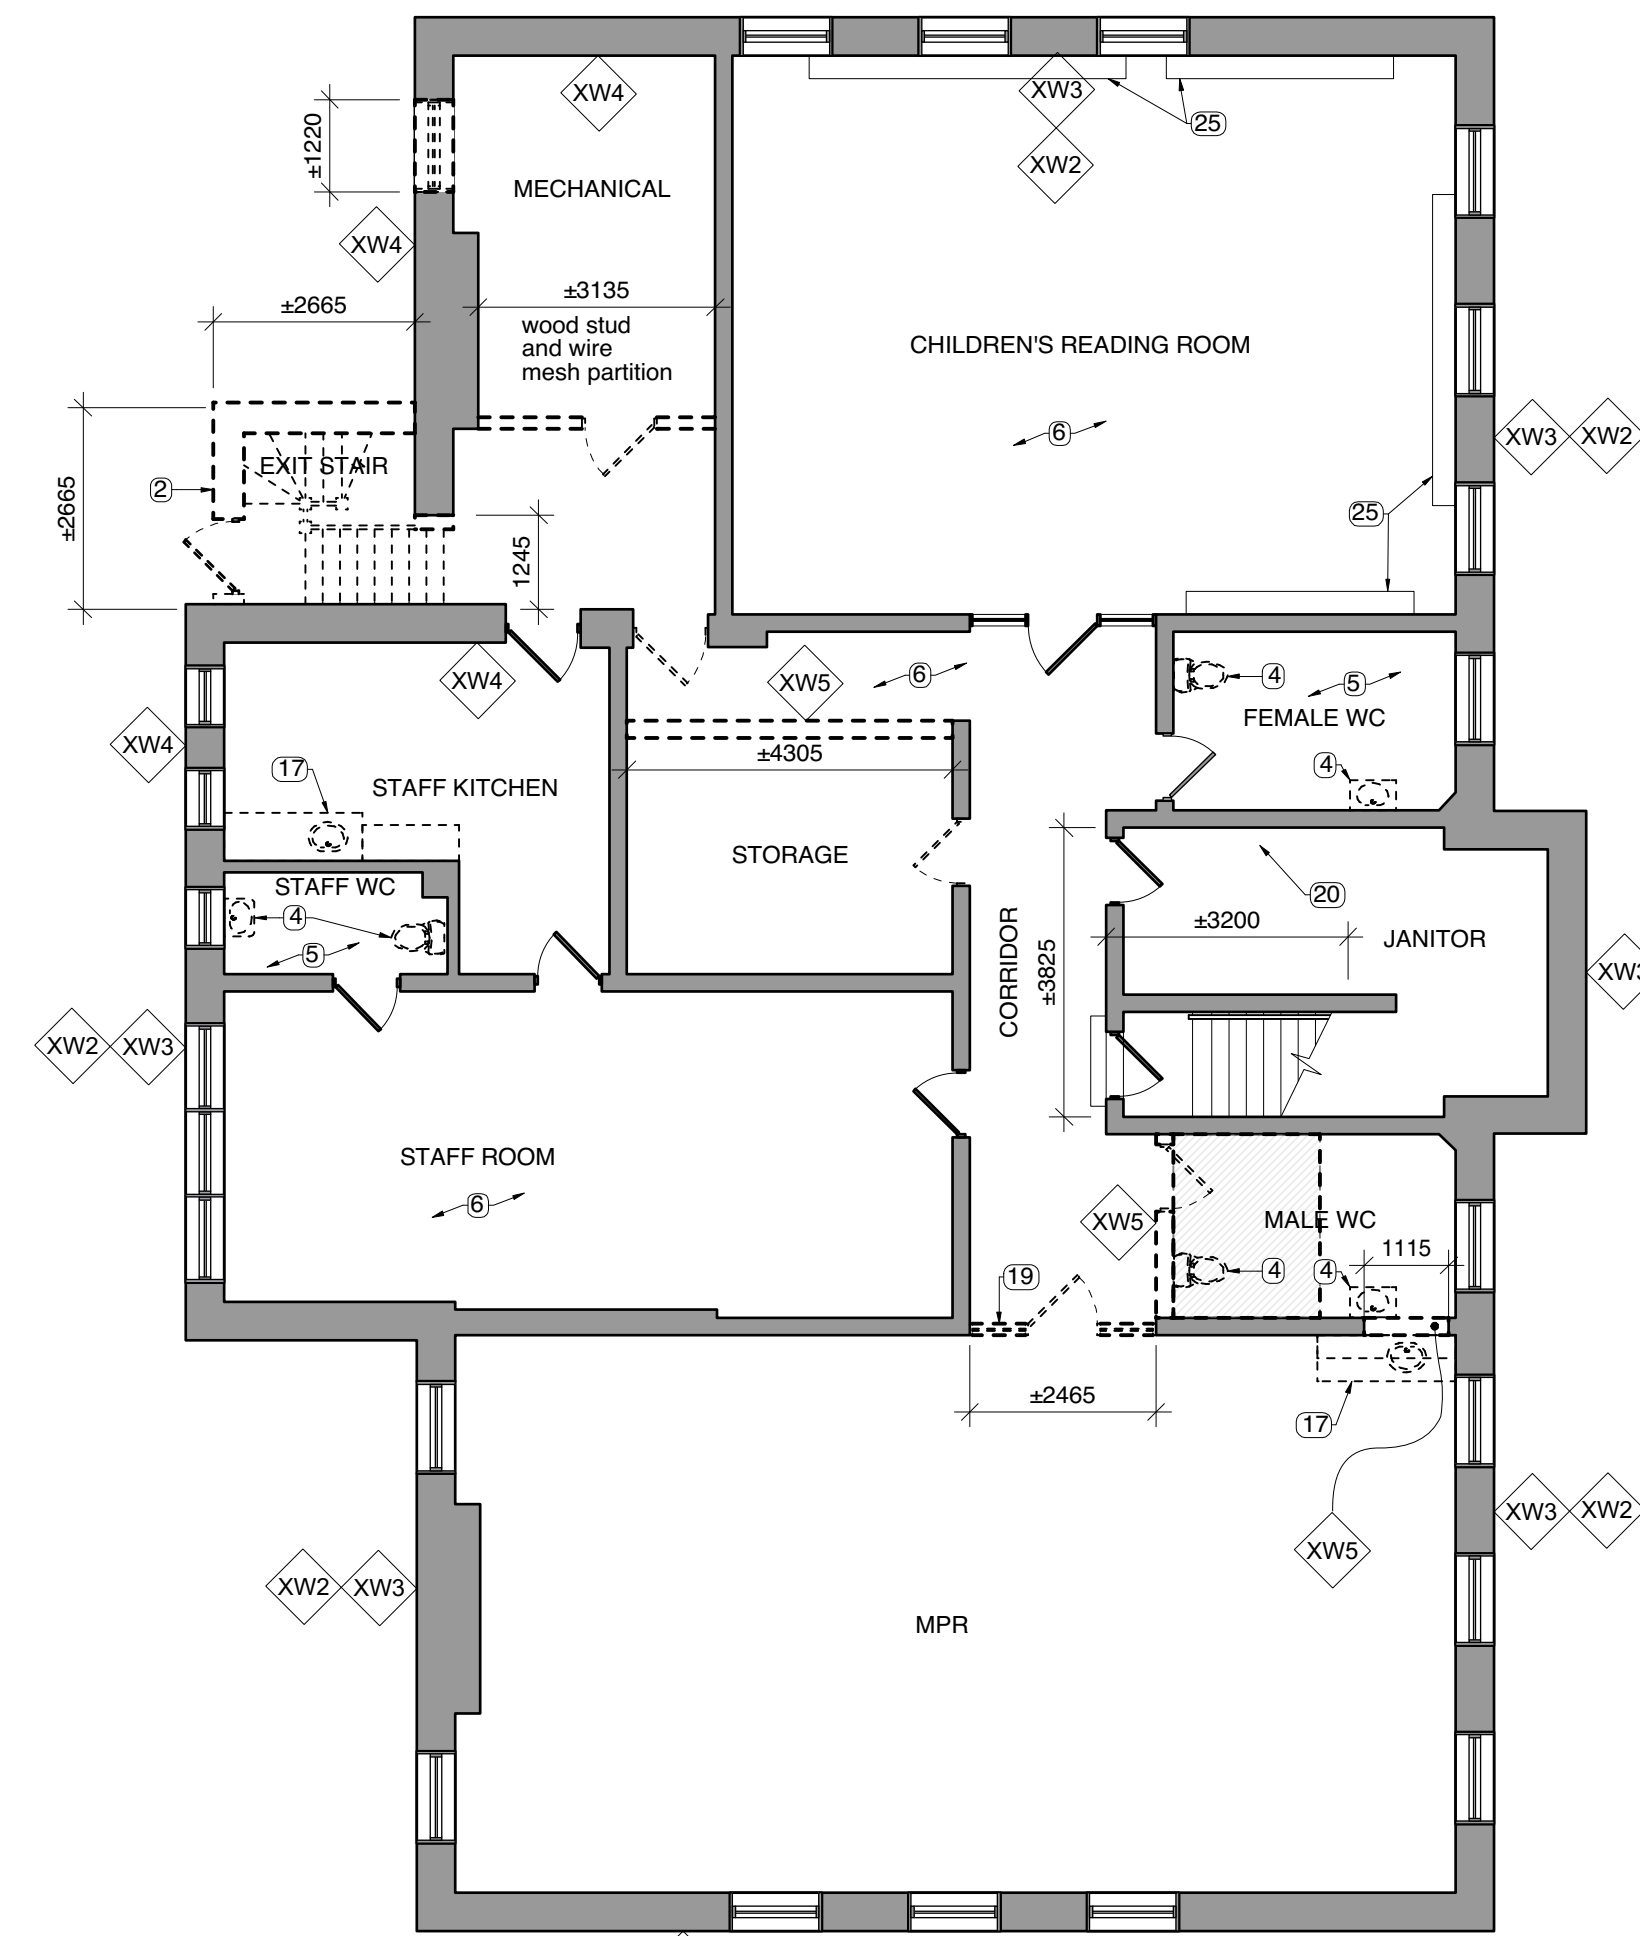 XW4
XW3
25
±1220
XW2
MECHANICAL
XW4
±2665
±3135
wood stud
and wire
mesh partition
CHILDREN'S READING ROOM
6
XW3
XW2
EXIT STAIR
2
±2665
25
1245
XW4
XW5
6
4
5
FEMALE WC
XW4
17
STAFF KITCHEN
±4305
4
STORAGE
STAFF WC
4
5
20
CORRIDOR
±3825
±3200
JANITOR
XW3
XW2
XW3
STAFF ROOM
6
XW5
MALE WC
1115
19
4
4
±2465
17
XW3
XW2
XW5
XW2
XW3
MPR